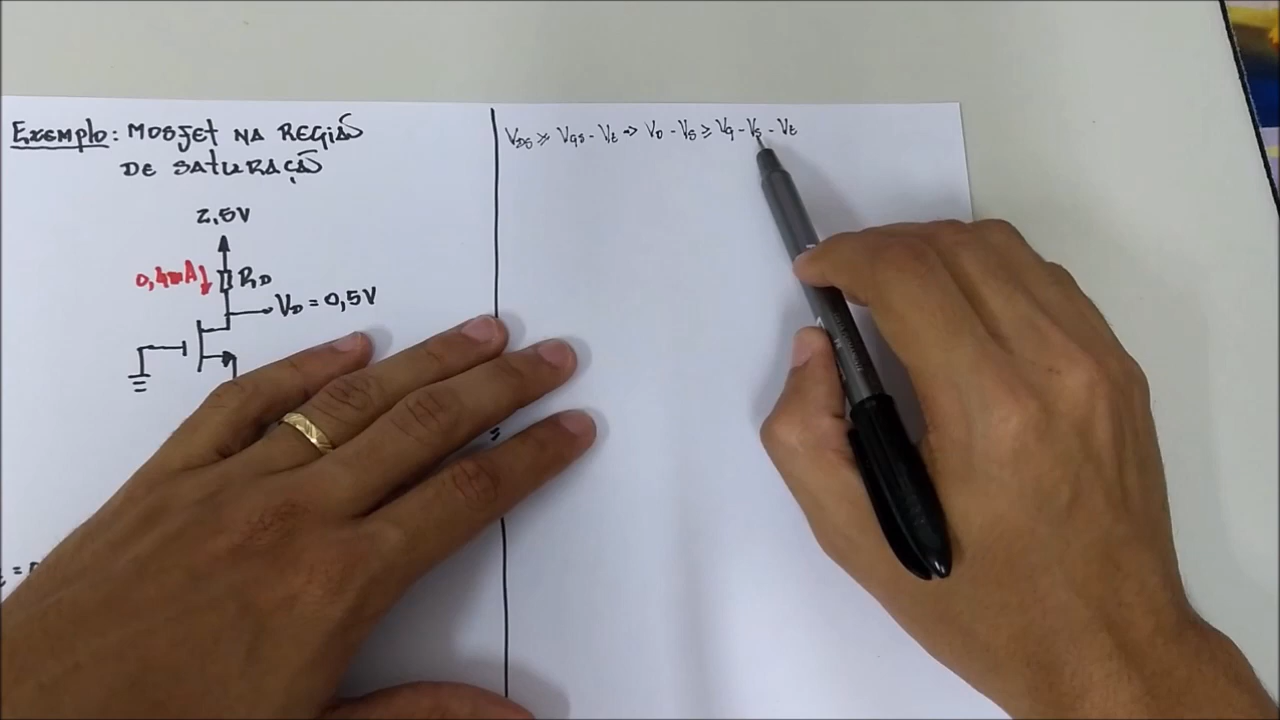 Exemplo: MOSFET NA REGIÃO
DE SATURAÇÃO
2,5V
0,4mA
RD
VD = 0,5V
VDS ≥ VGS - Vt → VD - VS ≥ VG - VS - Vt